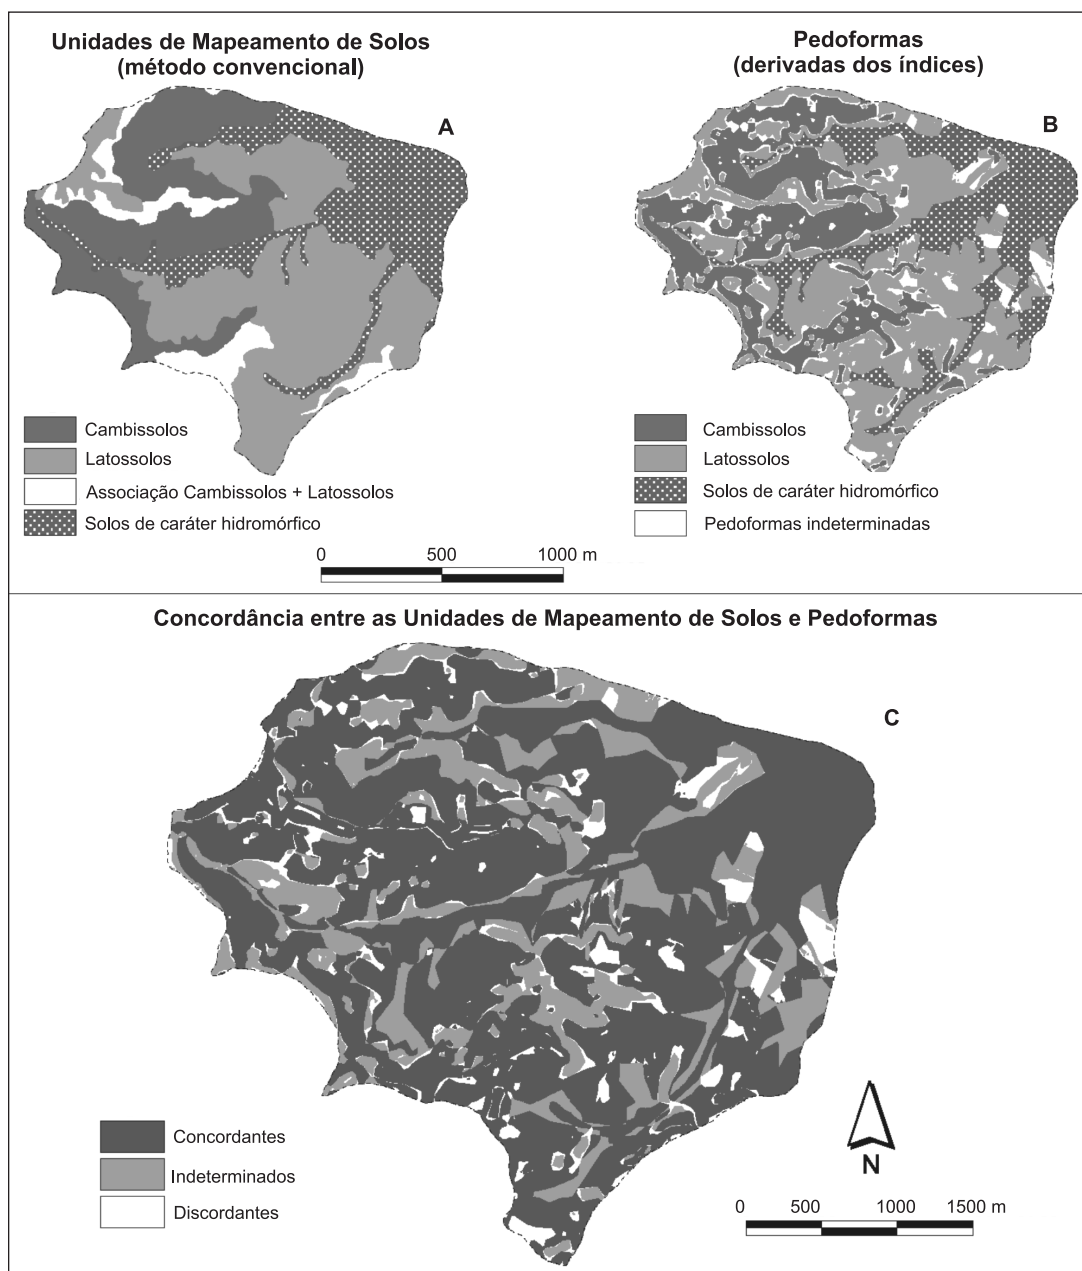 Unidades de Mapeamento de Solos
(método convencional)
A
Cambissolos
Latossolos
Associação Cambissolos + Latossolos
Solos de caráter hidromórfico
Pedoformas
(derivadas dos índices)
B
Cambissolos
Latossolos
Solos de caráter hidromórfico
Pedoformas indeterminadas
0 500 1000 m
Concordância entre as Unidades de Mapeamento de Solos e Pedoformas
C
Concordantes
Indeterminados
Discordantes
N
0 500 1000 1500 m